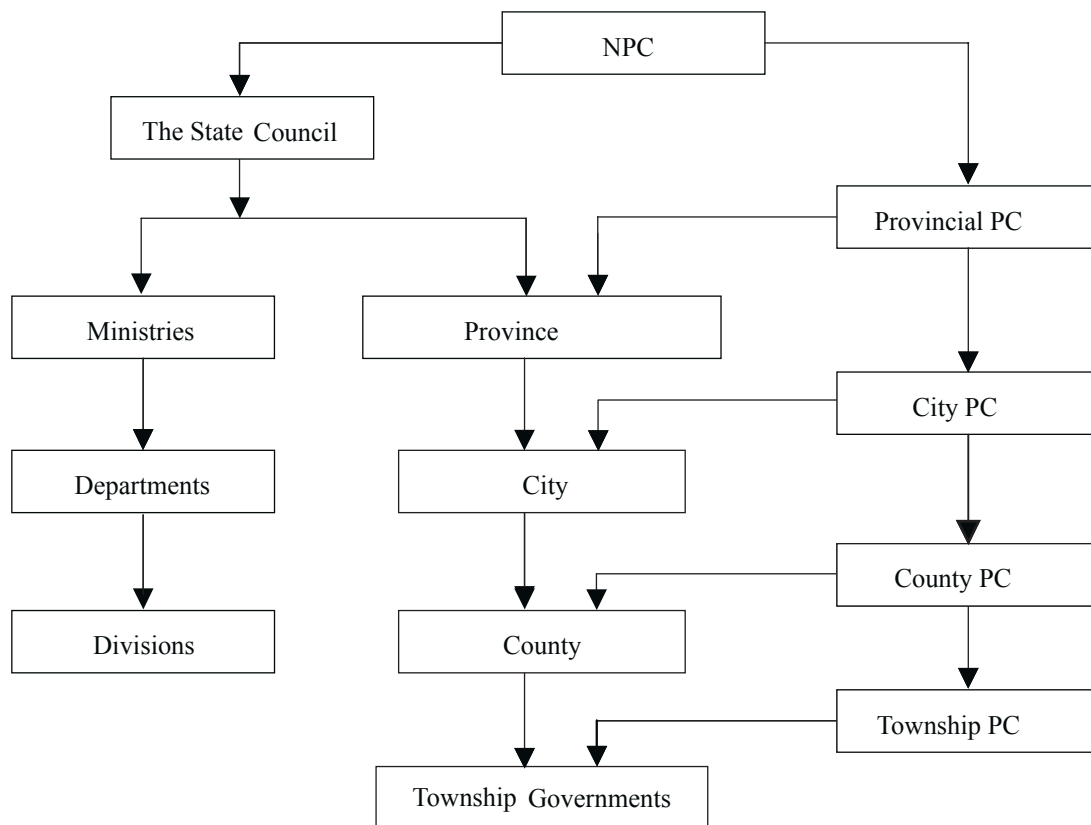 NPC
The State Council
Provincial PC
Ministries
Province
City PC
Departments
City
County PC
Divisions
County
Township PC
Township Governments